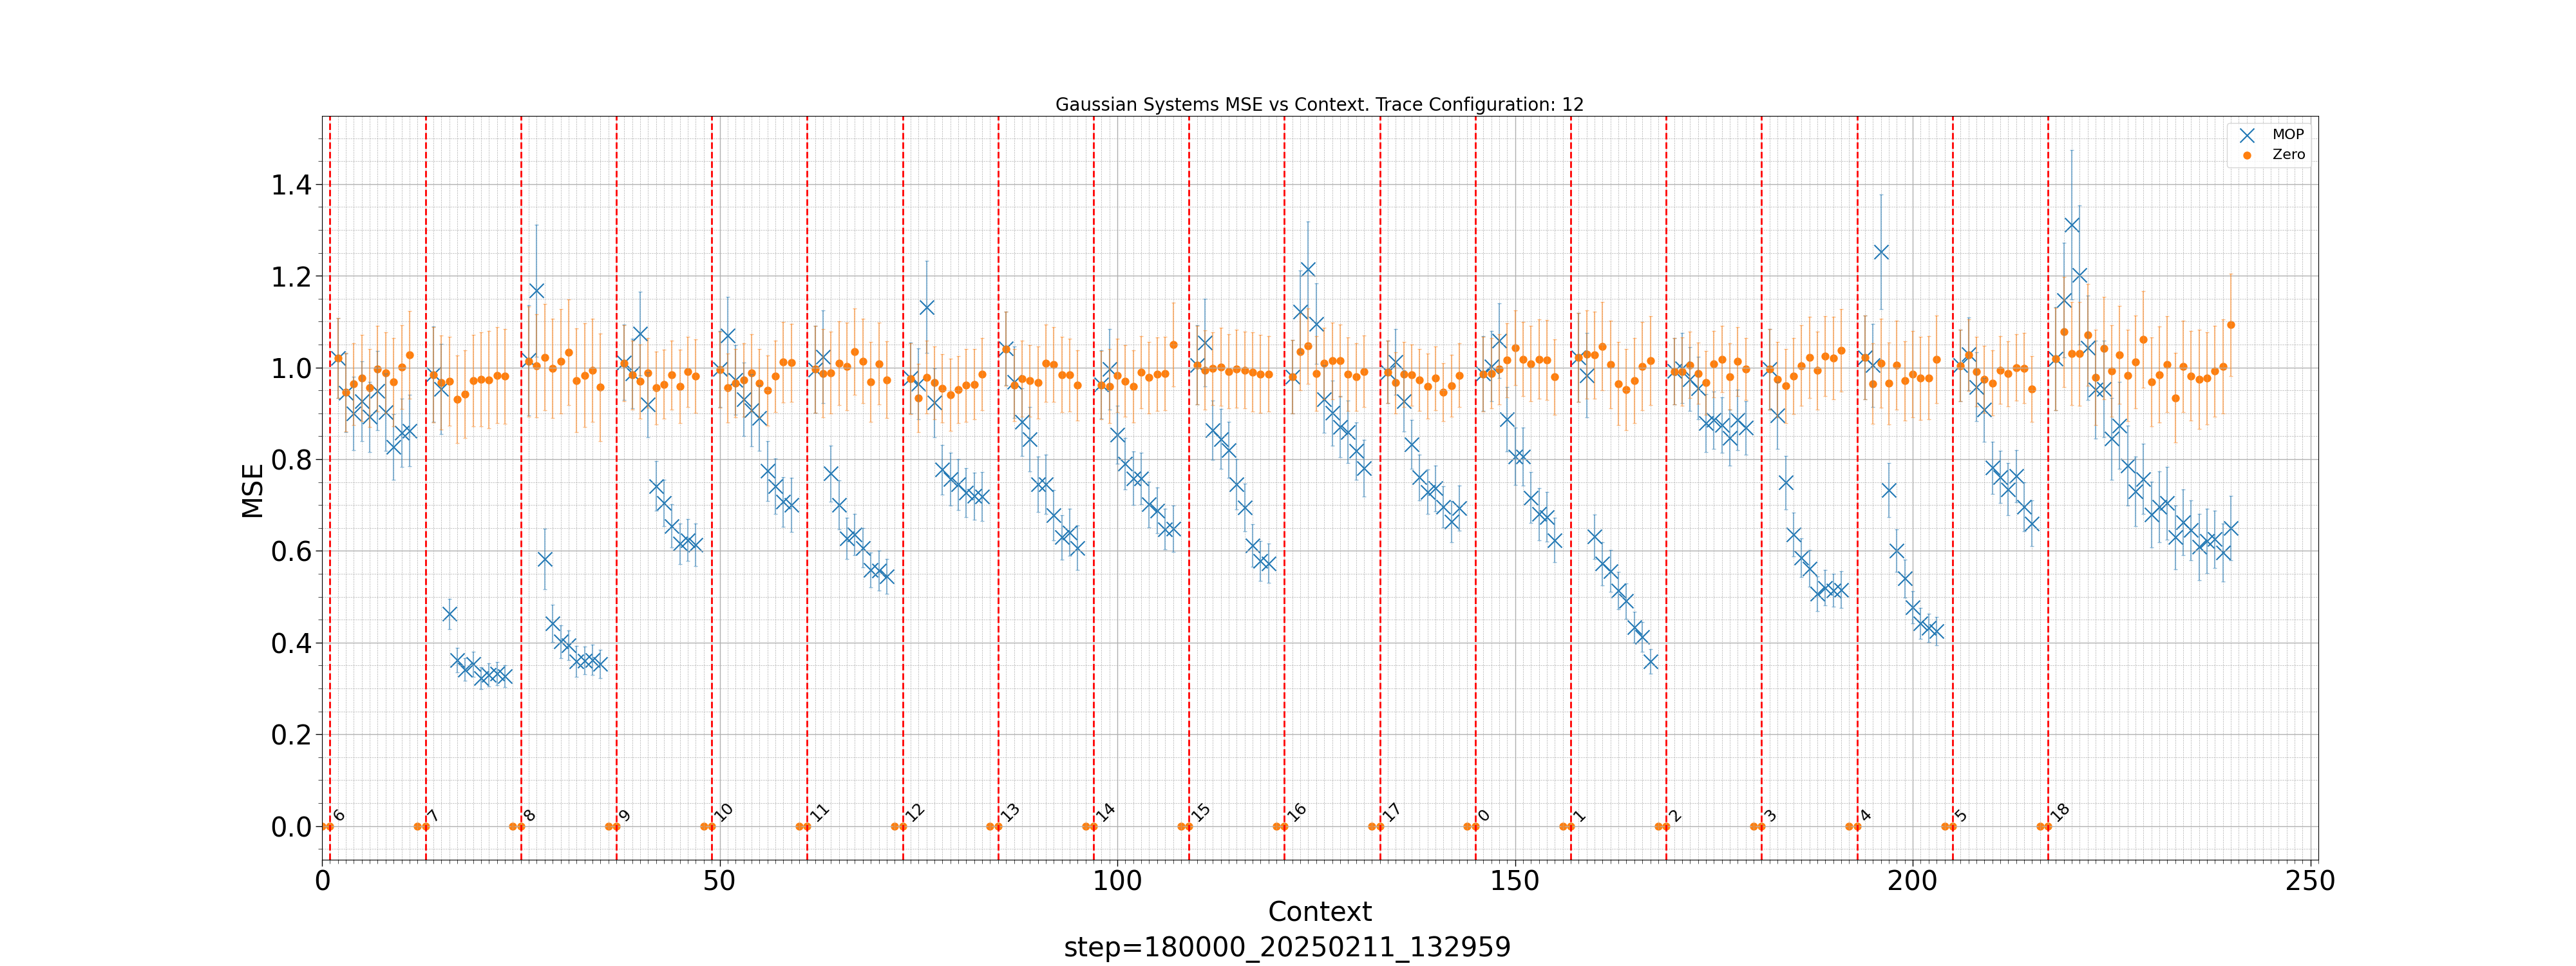 Gaussian Systems MSE vs Context. Trace Configuration: 12
MOP
Zero
MSE
1.4
1.2
1.0
0.8
0.6
0.4
0.2
0.0
6 7 8 9 10 11 12 13 14 15 16 17 0 1 2 3 4 5 18
0 50 100 150 200 250
Context
step=180000_20250211_132959